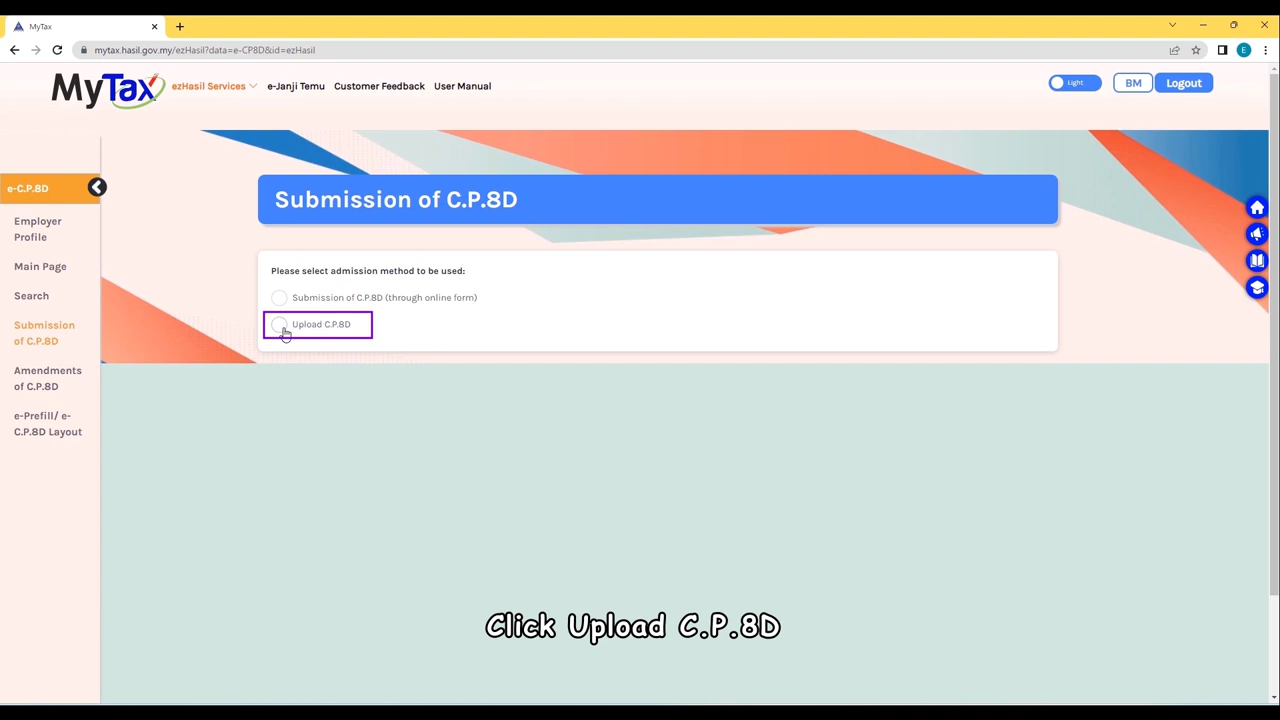 MyTax
mytax.hasil.gov.my/ezHasil?data=e-CP8D&id=ezHasil
E
MyTax
ezHasil Services
e-Janji Temu
Customer Feedback
User Manual
Light
BM
Logout
e-C.P.8D
Employer
Profile
Main Page
Search
Submission
of C.P.8D
Amendments
of C.P.8D
e-Prefill/ e-
C.P.8D Layout
Submission of C.P.8D
Please select admission method to be used:
Submission of C.P.8D (through online form)
Upload C.P.8D
Click Upload C.P.8D